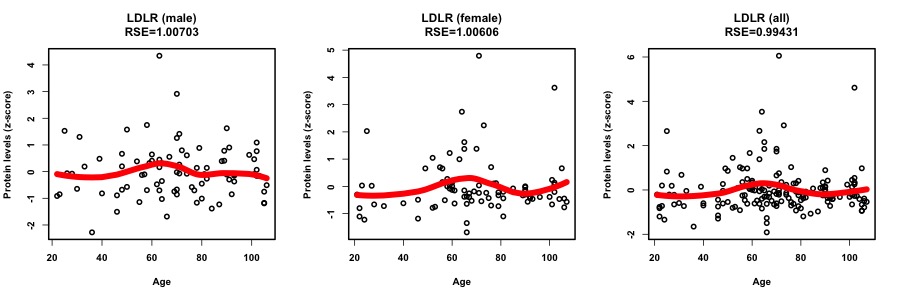 LDLR (male)
RSE=1.00703
Protein levels (z-score)
4
3
2
1
0
-1
-2
20
40
60
80
100
Age
LDLR (female)
RSE=1.00606
Protein levels (z-score)
5
4
3
2
1
0
-1
20
40
60
80
100
Age
LDLR (all)
RSE=0.99431
Protein levels (z-score)
6
4
2
0
-2
20
40
60
80
100
Age